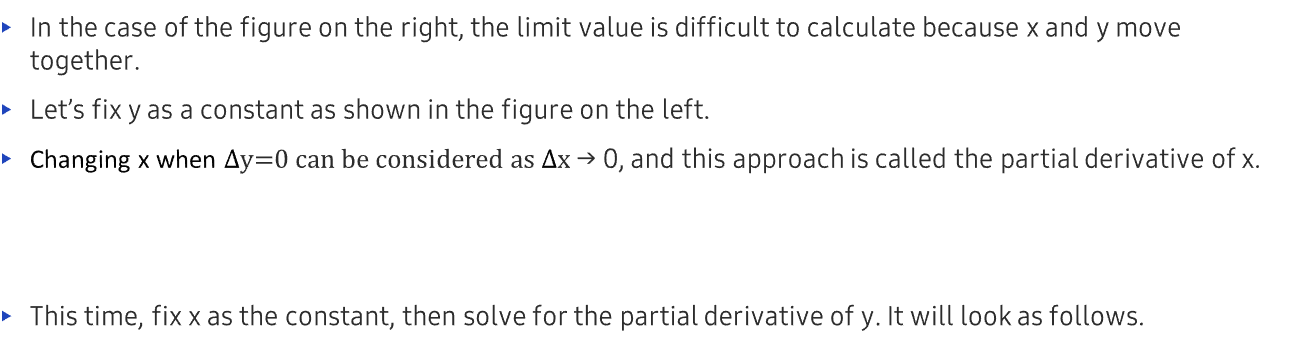 ▸ In the case of the figure on the right, the limit value is difficult to calculate because x and y move
together.
▸ Let’s fix y as a constant as shown in the figure on the left.
▸ Changing x when Δy=0 can be considered as Δx → 0, and this approach is called the partial derivative of x.
▸ This time, fix x as the constant, then solve for the partial derivative of y. It will look as follows.